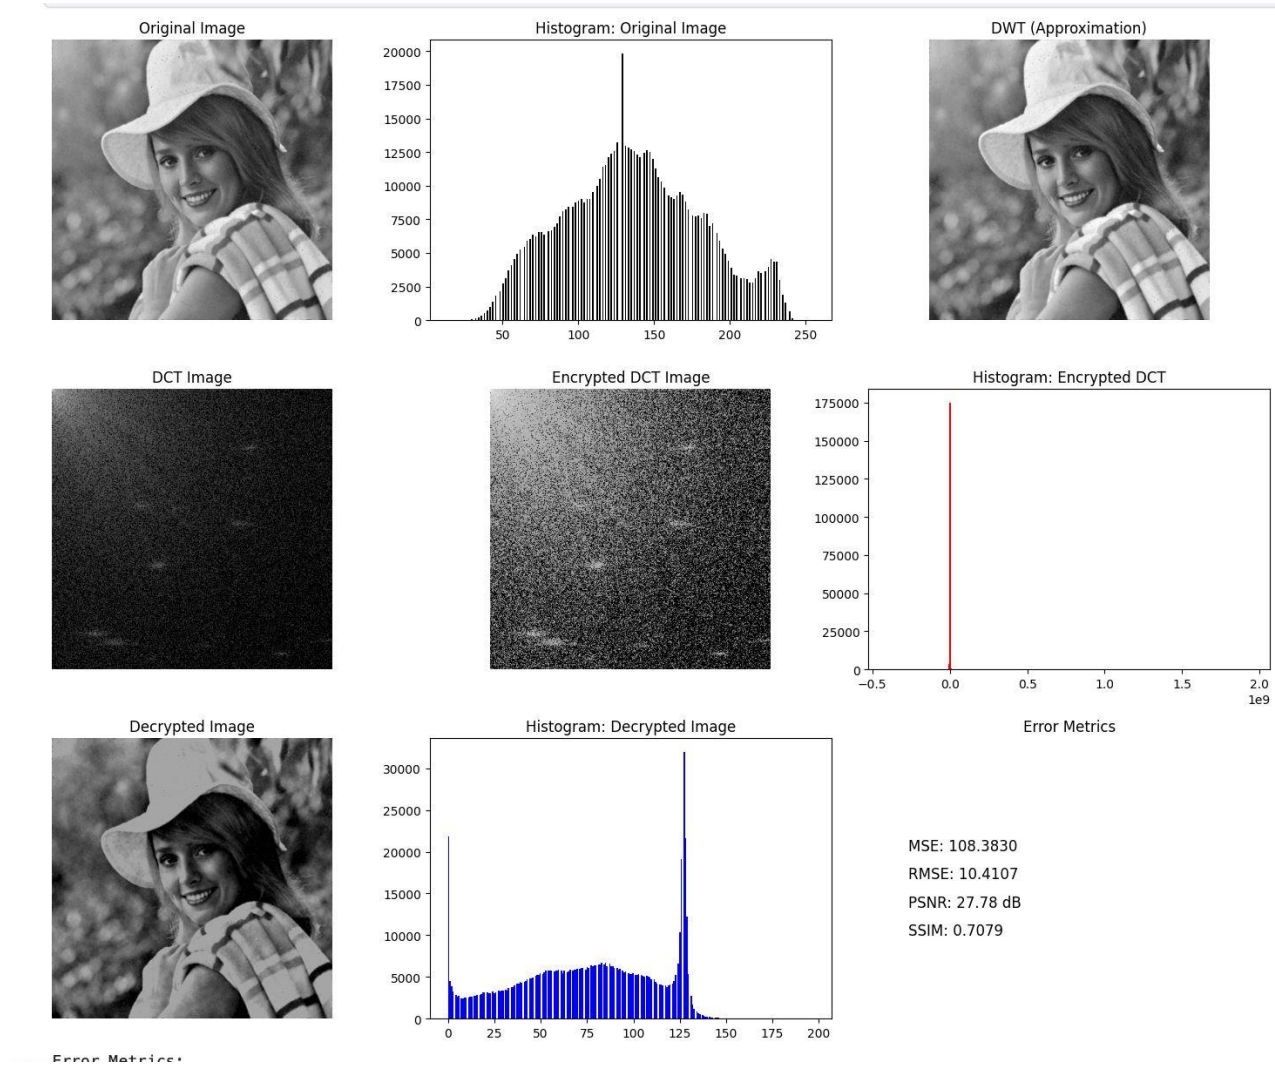 Original Image
Histogram: Original Image
DWT (Approximation)
20000
17500
15000
12500
10000
7500
5000
2500
0
50 100 150 200 250
DCT Image
Encrypted DCT Image
Histogram: Encrypted DCT
175000
150000
125000
100000
75000
50000
25000
0
−0.5 0.0 0.5 1.0 1.5 2.0
1e9
Decrypted Image
Histogram: Decrypted Image
Error Metrics
30000
25000
20000
15000
10000
5000
0
0 25 50 75 100 125 150 175 200
MSE: 108.3830
RMSE: 10.4107
PSNR: 27.78 dB
SSIM: 0.7079
Error Metrics: